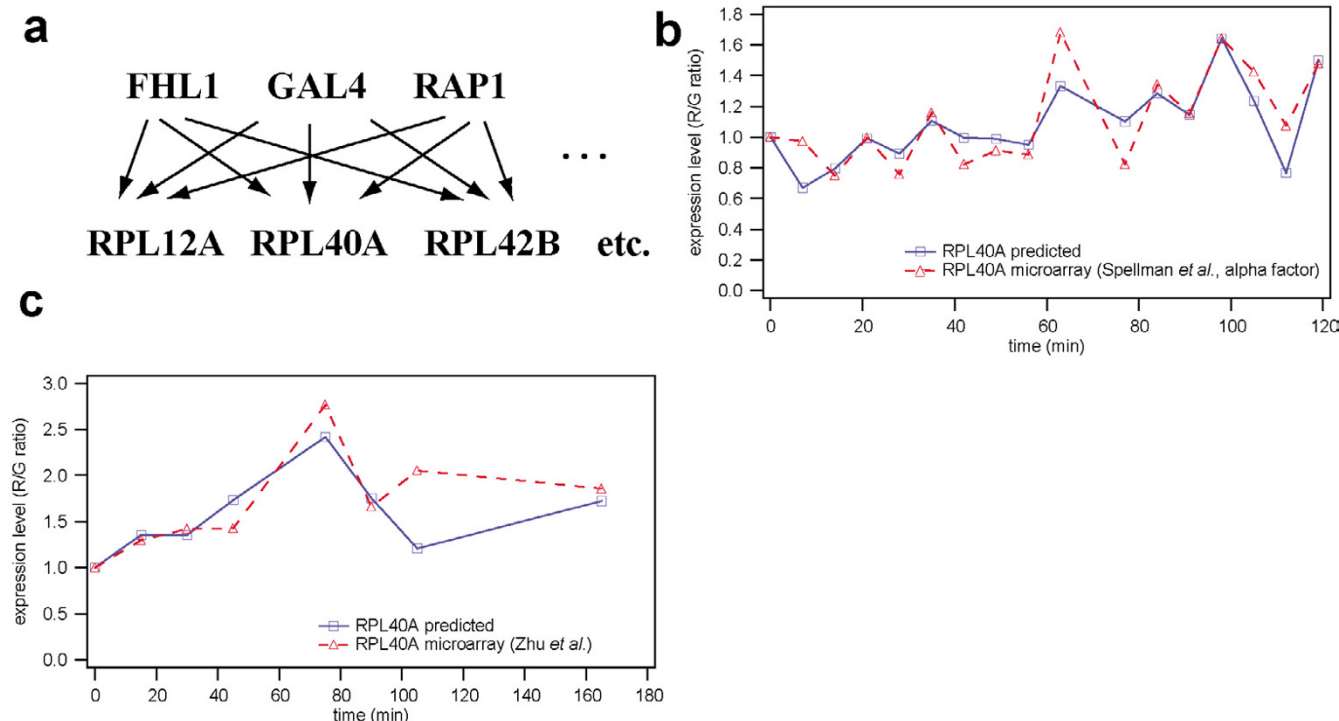 a
FHL1 GAL4 RAP1
. . .
RPL12A RPL40A RPL42B etc.
b
expression level (R/G ratio)
1.8
1.6
1.4
1.2
1.0
0.8
0.6
0.4
0.2
0.0
RPL40A predicted
RPL40A microarray (Spellman et al., alpha factor)
0 20 40 60 80 100 120
time (min)
c
expression level (R/G ratio)
3.0
2.5
2.0
1.5
1.0
0.5
0.0
RPL40A predicted
RPL40A microarray (Zhu et al.)
0 20 40 60 80 100 120 140 160 180
time (min)